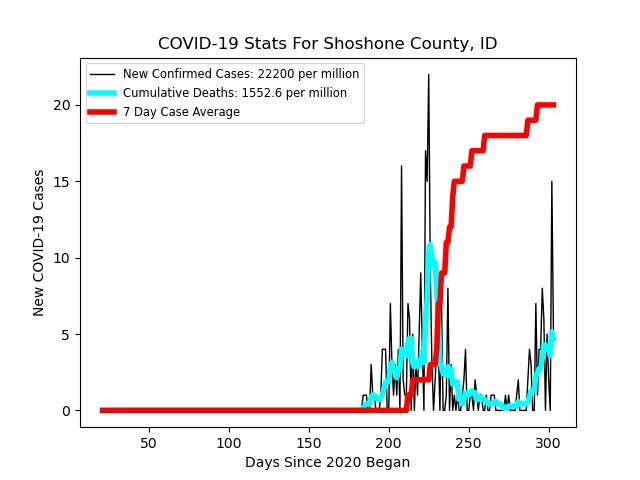 COVID-19 Stats For Shoshone County, ID
New Confirmed Cases: 22200 per million
Cumulative Deaths: 1552.6 per million
7 Day Case Average
New COVID-19 Cases
20
15
10
5
0
50 100 150 200 250 300
Days Since 2020 Began